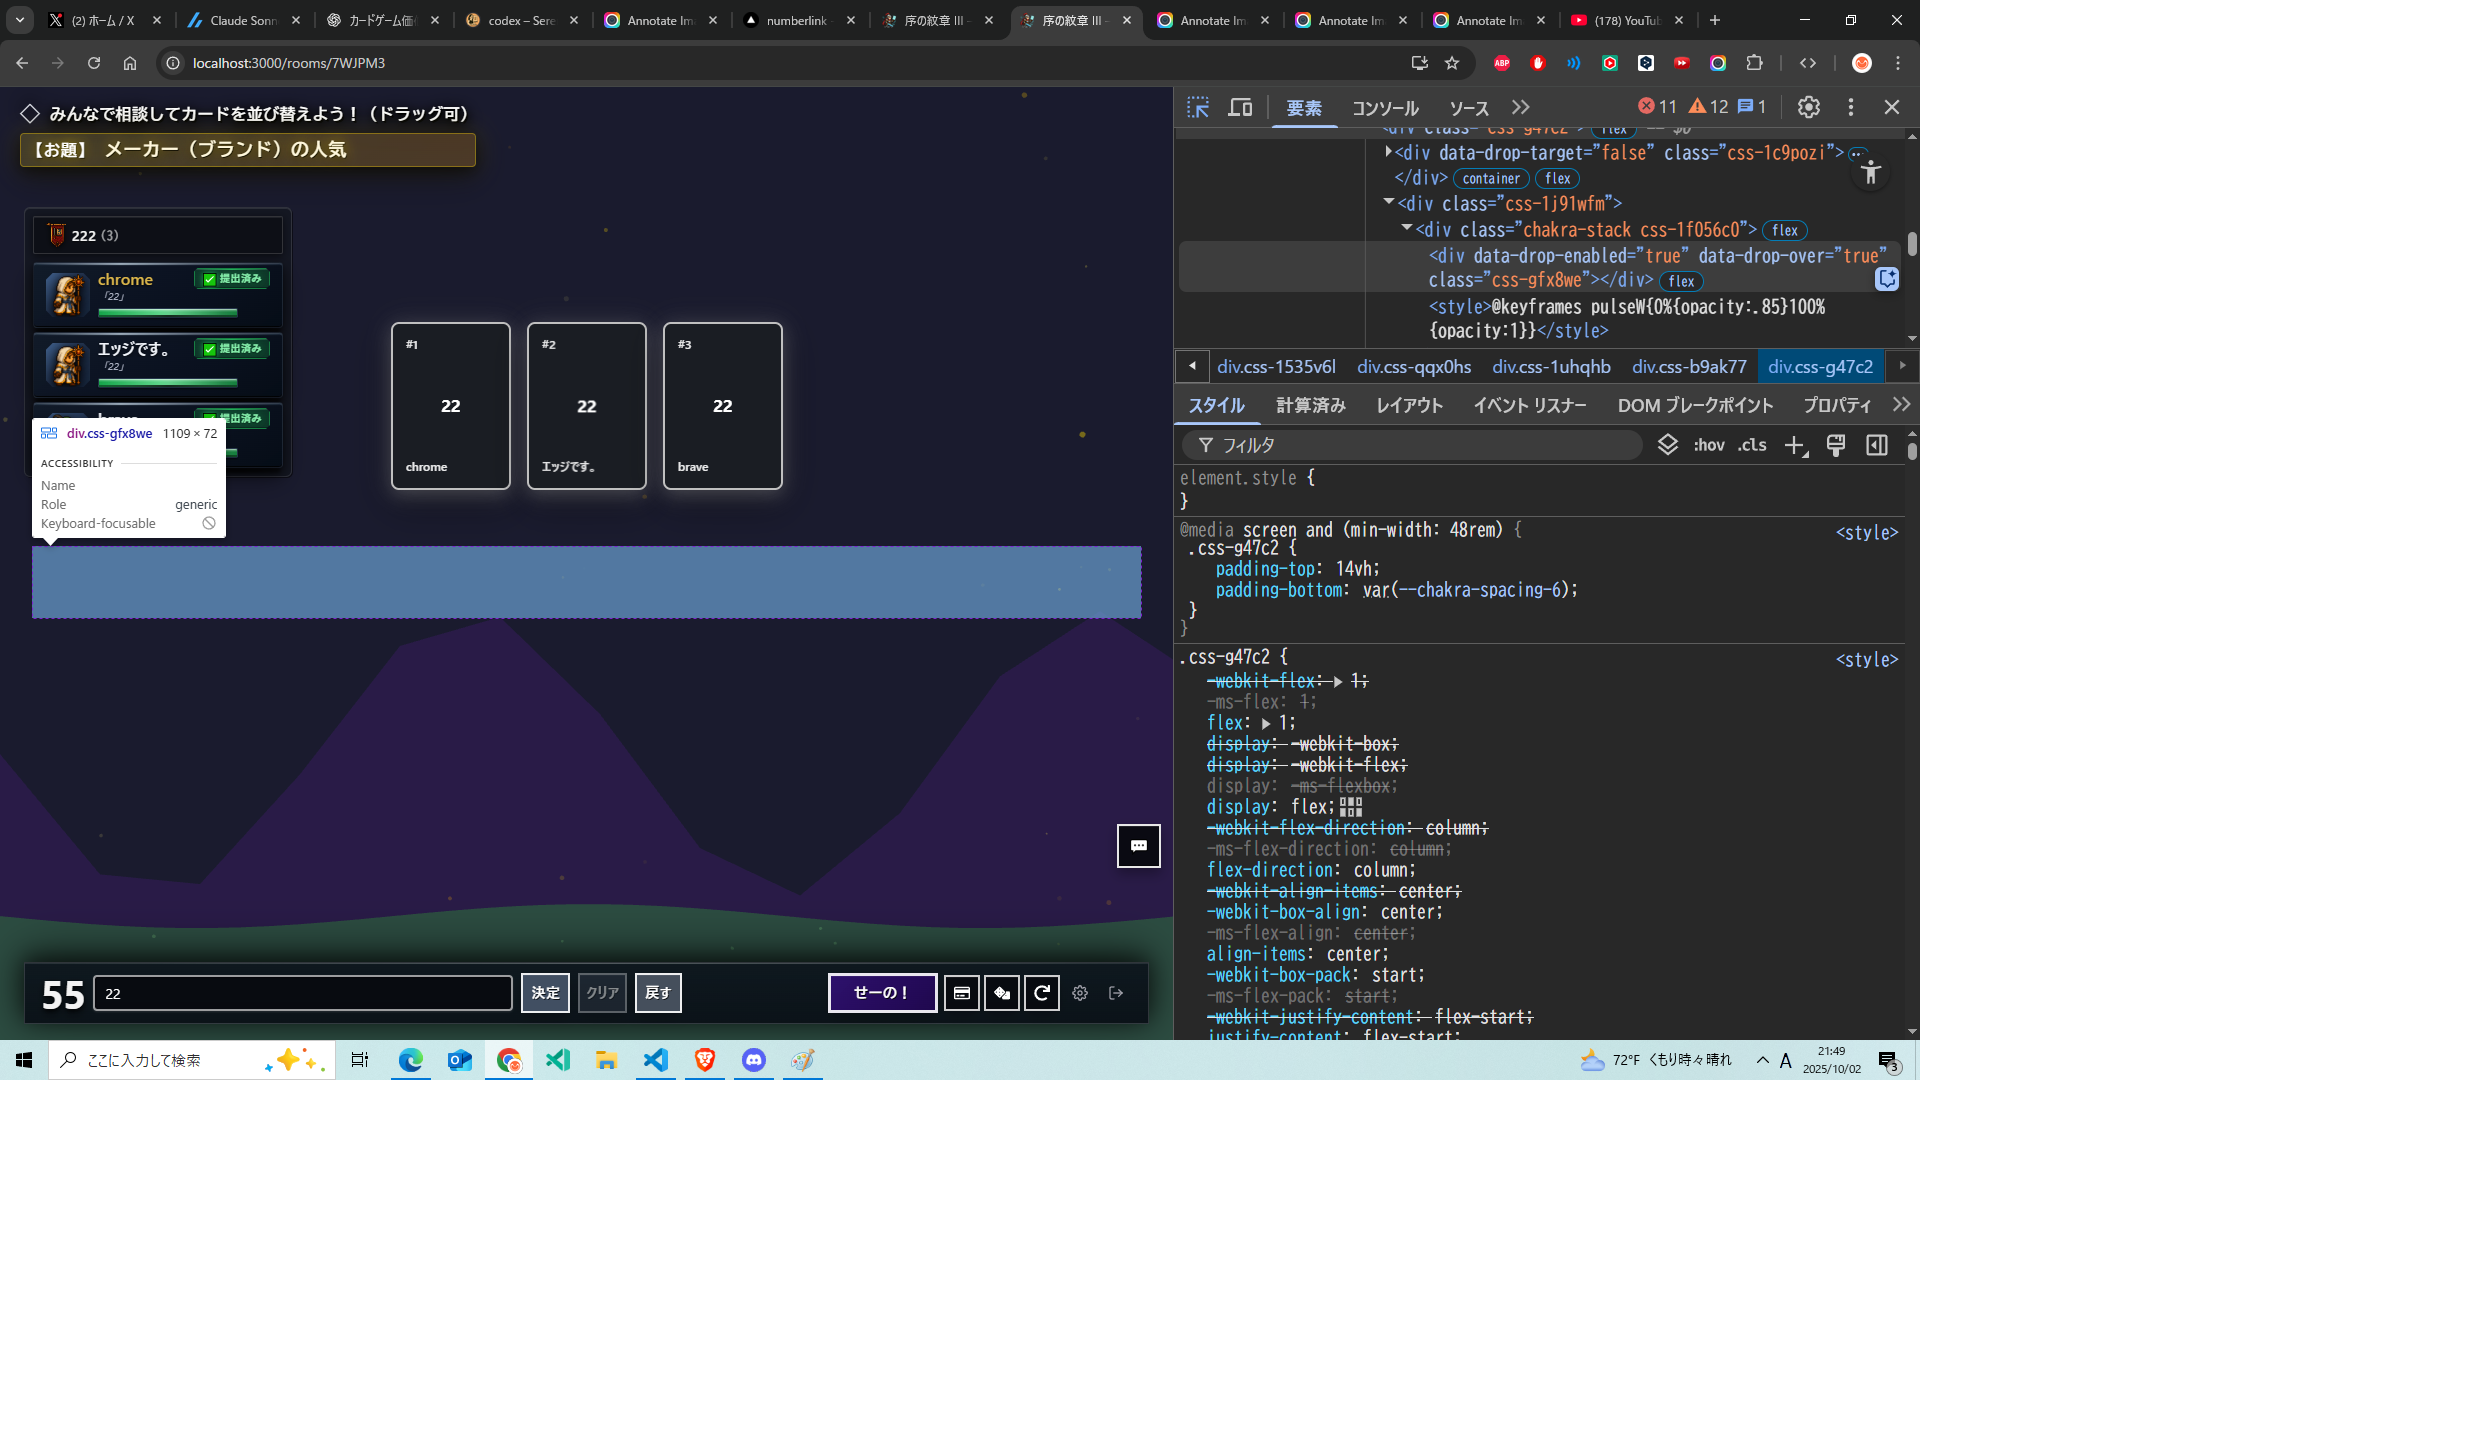 (2) ホーム / X
Claude Sonn
カードゲーム価
codex – Sere
Annotate Im
numberlink -
序の紋章 III –
序の紋章 III –
Annotate Im
Annotate Im
Annotate Im
(178) YouTub
localhost:3000/rooms/7WJPM3
みんなで相談してカードを並び替えよう！（ドラッグ可）
【お題】 メーカー（ブランド）の人気
222 (3)
chrome
提出済み
「22」
エッジです。
提出済み
「22」
提出済み
div.css-gfx8we 1109 × 72
ACCESSIBILITY
Name
Role generic
Keyboard-focusable
#1
22
chrome
#2
22
エッジです。
#3
22
brave
55
22
決定
クリア
戻す
せーの！
要素
コンソール
ソース
11
12
1
<div class="css-g47c2"> flex == $0
<div data-drop-target="false" class="css-1c9pozi">
</div> container flex
<div class="css-1j91wfm">
<div class="chakra-stack css-1f056c0"> flex
<div data-drop-enabled="true" data-drop-over="true"
class="css-gfx8we"></div> flex
<style>@keyframes pulseW{0%{opacity:.85}100%
{opacity:1}}</style>
div.css-1535v6l div.css-qqx0hs div.css-1uhqhb div.css-b9ak77 div.css-g47c2
スタイル 計算済み レイアウト イベント リスナー DOM ブレークポイント プロパティ
フィルタ
:hov .cls
element.style {
}
@media screen and (min-width: 48rem) {
<style>
.css-g47c2 {
padding-top: 14vh;
padding-bottom: var(--chakra-spacing-6);
}
}
.css-g47c2 {
<style>
-webkit-flex: 1;
-ms-flex: 1;
flex: 1;
display: -webkit-box;
display: -webkit-flex;
display: -ms-flexbox;
display: flex;
-webkit-flex-direction: column;
-ms-flex-direction: column;
flex-direction: column;
-webkit-align-items: center;
-webkit-box-align: center;
-ms-flex-align: center;
align-items: center;
-webkit-box-pack: start;
-ms-flex-pack: start;
-webkit-justify-content: flex-start;
justify-content: flex-start;
ここに入力して検索
72°F くもり時々晴れ
A
21:49
2025/10/02
3